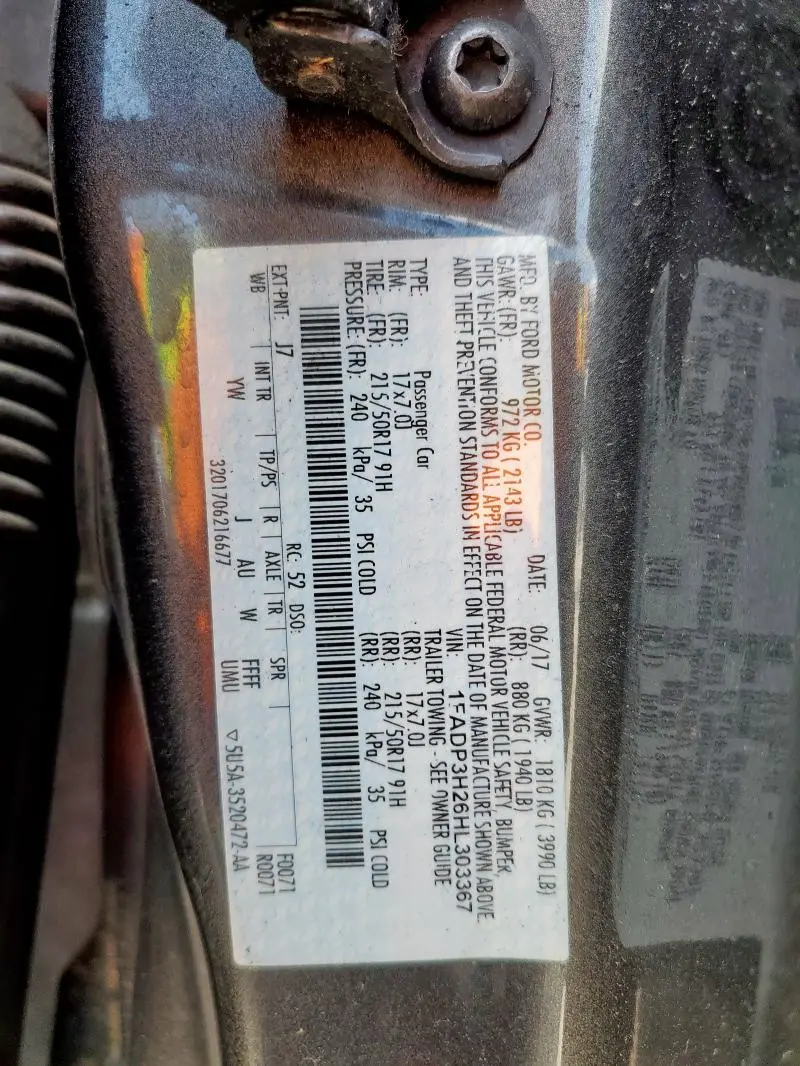 MFD. BY FORD MOTOR CO.
DATE: 06/17 GVWR: 1810 KG ( 3990 LB)
GAWR: (FR) 972 KG ( 2143 LB) (RR): 880 KG ( 1940 LB)
THIS VEHICLE CONFORMS TO ALL APPLICABLE FEDERAL MOTOR VEHICLE SAFETY, BUMPER,
AND THEFT PREVENTION STANDARDS IN EFFECT ON THE DATE OF MANUFACTURE SHOWN ABOVE.
VIN: 1FADP3H26HL303367
TYPE: Passenger Car TRAILER TOWING - SEE OWNER GUIDE
RIM: (FR): 17x7.0J (RR): 17x7.0J
TIRE: (FR): 215/50R17 91H (RR): 215/50R17 91H
PRESSURE: (FR): 240 kPa/ 35 PSI COLD (RR): 240 kPa/ 35 PSI COLD
RC: 52 DSO: F0071
EXT PNT: J7 | INT TR | TP/PS | R | AXLE | TR | SPR | R0071
WB YW J AU W FFFF
UMU
3201706216677 ▽ 5U5A-3520472-AA